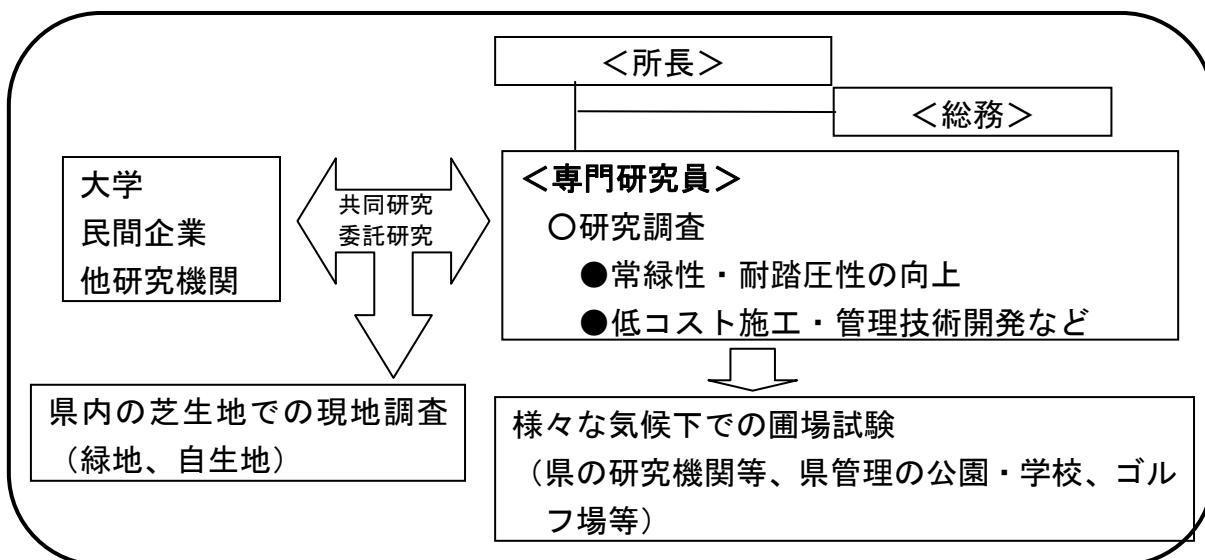 ＜所長＞
＜総務＞
大学
民間企業
他研究機関
共同研究
委託研究
＜専門研究員＞
○研究調査
●常緑性・耐踏圧性の向上
●低コスト施工・管理技術開発など
県内の芝生地での現地調査
（緑地、自生地）
様々な気候下での圃場試験
（県の研究機関等、県管理の公園・学校、ゴル
フ場等）